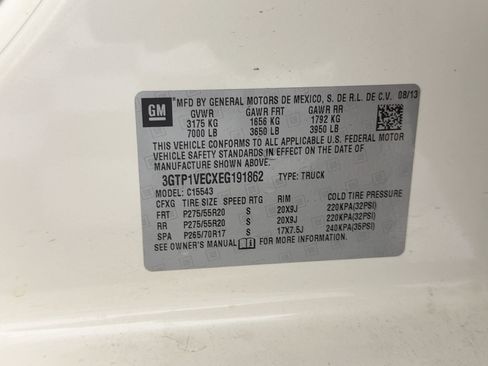 GM
MFD BY GENERAL MOTORS DE MEXICO, S. DE R.L. DE C.V. 08/13
GVWR GAWR FRT GAWR RR
3175 KG 1656 KG 1792 KG
7000 LB 3650 LB 3950 LB
THIS VEHICLE CONFORMS TO ALL APPLICABLE U.S. FEDERAL MOTOR
VEHICLE SAFETY STANDARDS IN EFFECT ON THE DATE OF
MANUFACTURE SHOWN ABOVE.
3GTP1VECXEG191862 TYPE: TRUCK
MODEL: C15543
CFXG TIRE SIZE SPEED RTG RIM COLD TIRE PRESSURE
FRT P275/55R20 S 20X9J 220KPA(32PSI)
RR P275/55R20 S 20X9J 220KPA(32PSI)
SPA P265/70R17 S 17X7.5J 240KPA(35PSI)
SEE OWNER'S MANUAL FOR MORE INFORMATION.